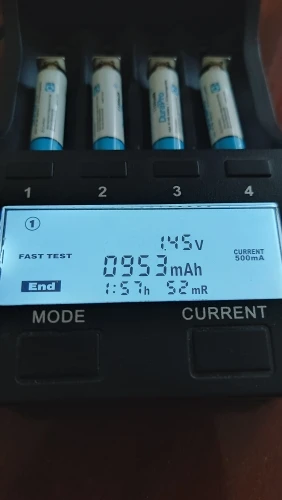 1 2 3 4
1
1.45v
FAST TEST
CURRENT
500mA
0953mAh
End
1:57h 52mR
MODE CURRENT